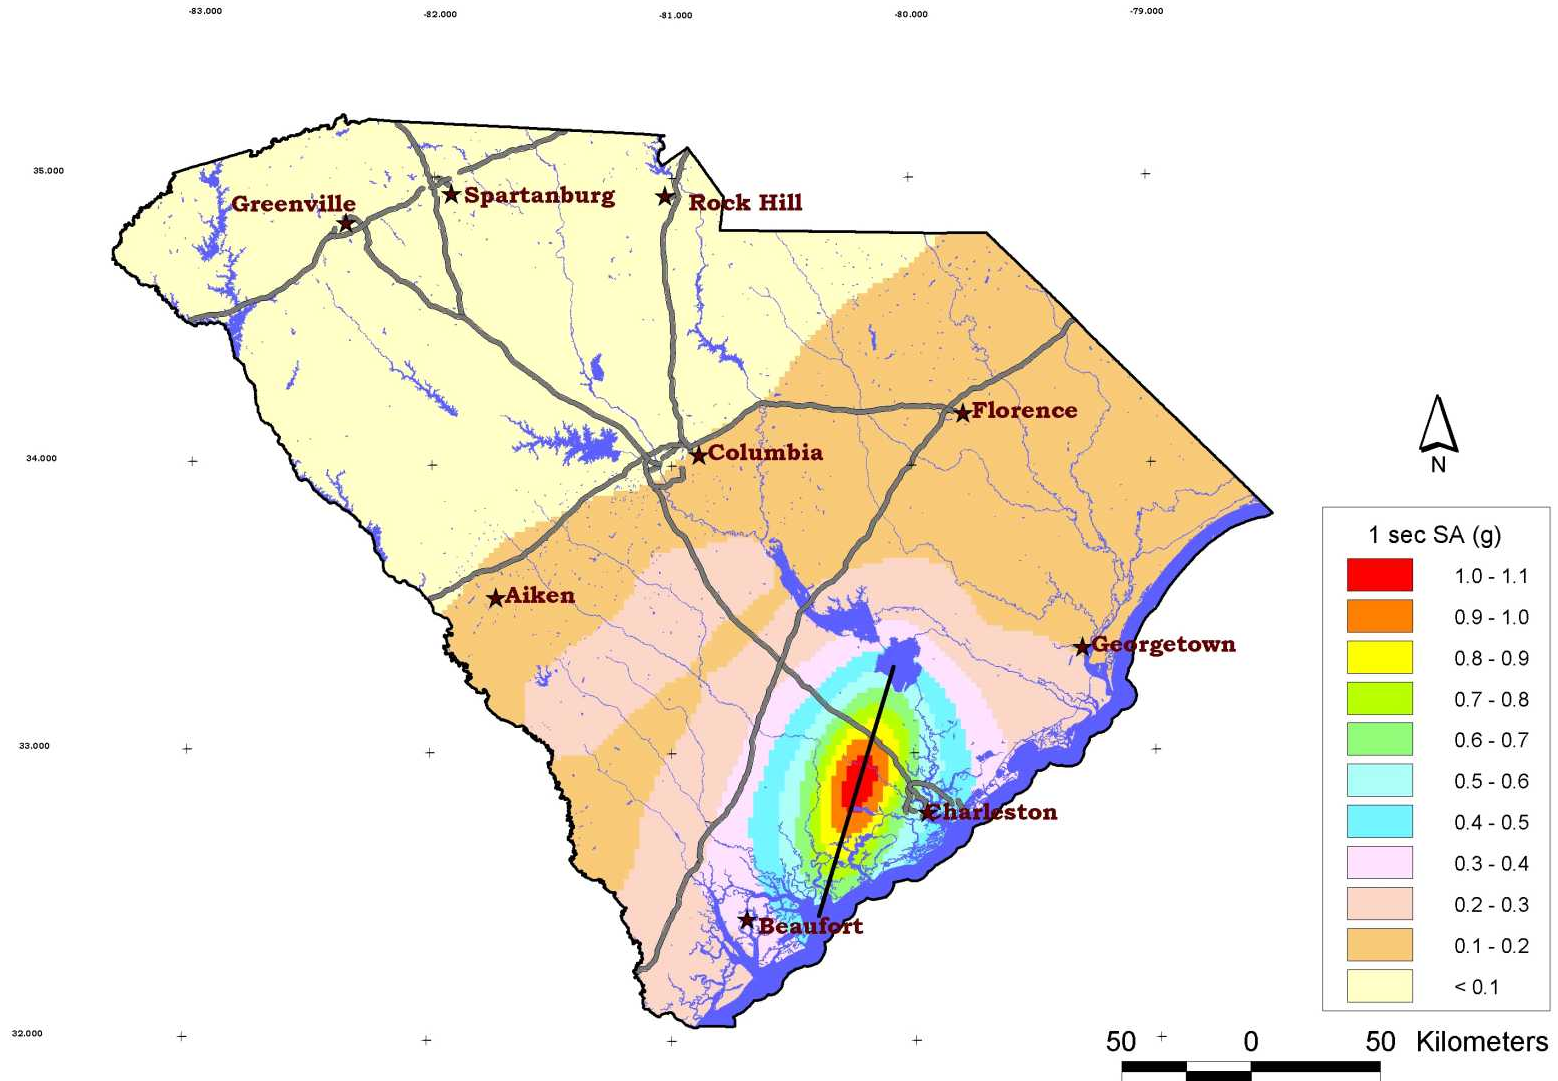 -83.000
-82.000
-81.000
-80.000
-79.000
35.000
Greenville
Spartanburg
Rock Hill
Florence
34.000
Columbia
N
1 sec SA (g)
1.0 - 1.1
Aiken
0.9 - 1.0
Georgetown
0.8 - 0.9
0.7 - 0.8
33.000
0.6 - 0.7
0.5 - 0.6
Charleston
0.4 - 0.5
0.3 - 0.4
0.2 - 0.3
Beaufort
0.1 - 0.2
< 0.1
32.000
50 0 50 Kilometers